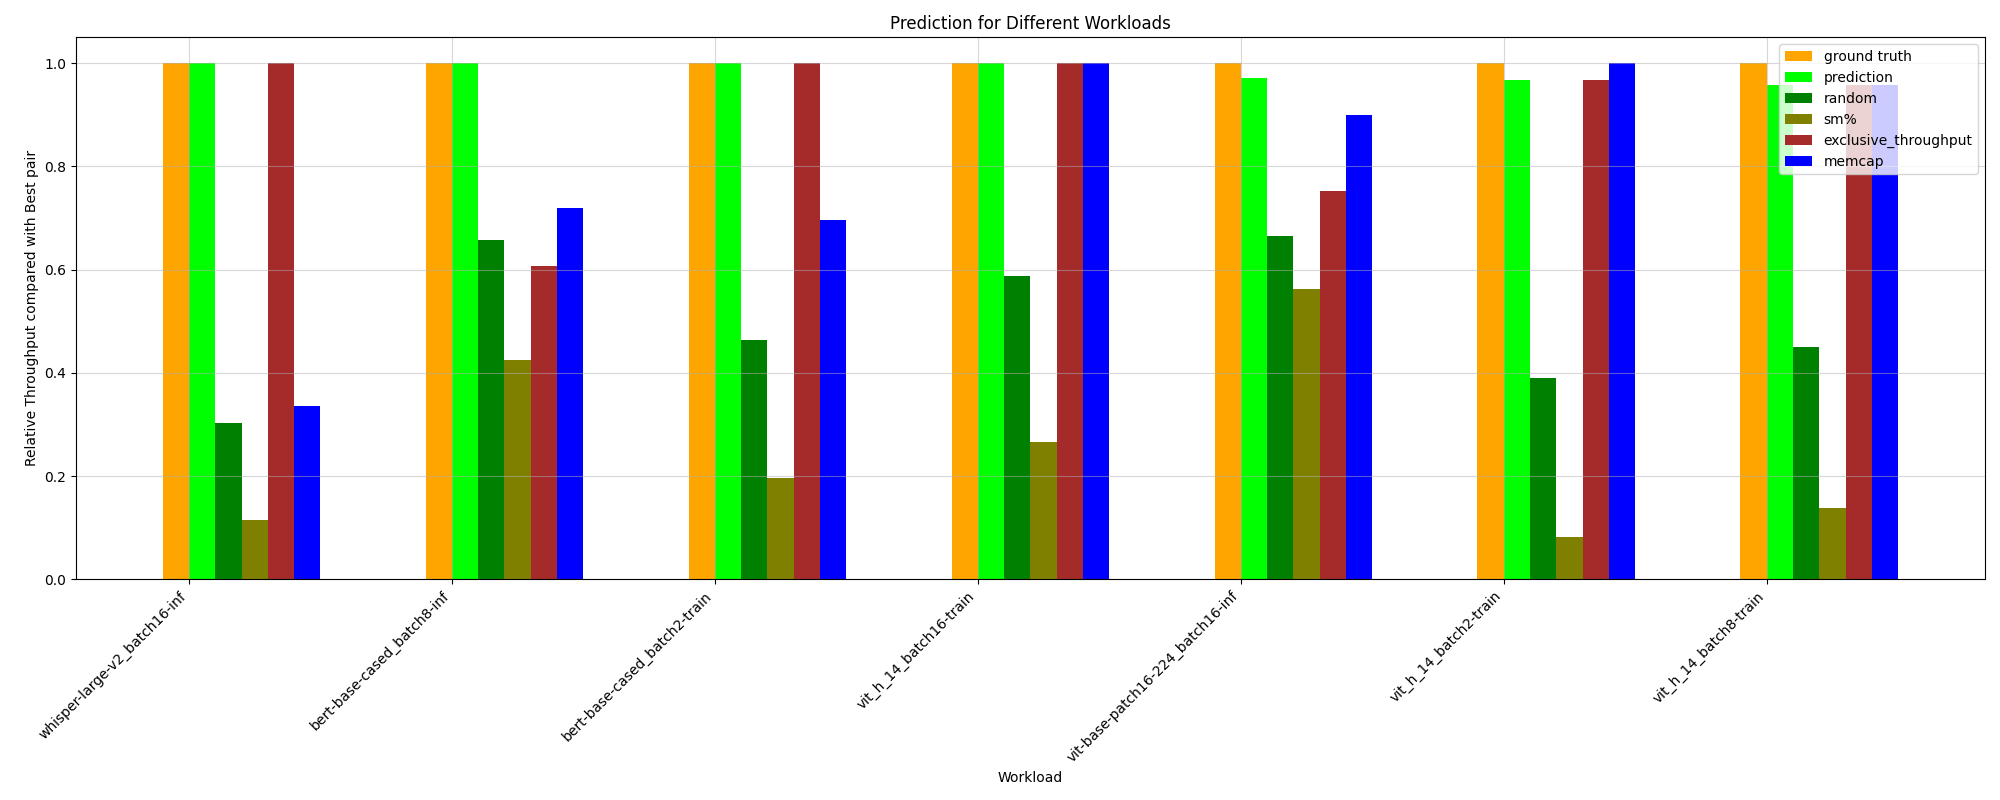 Prediction for Different Workloads
Relative Throughput compared with Best pair
1.0
0.8
0.6
0.4
0.2
0.0
ground truth
prediction
random
sm%
exclusive_throughput
memcap
whisper-large-v2_batch16-inf
bert-base-cased_batch8-inf
bert-base-cased_batch2-train
vit_h_14_batch16-train
vit-base-patch16-224_batch16-inf
vit_h_14_batch2-train
vit_h_14_batch8-train
Workload